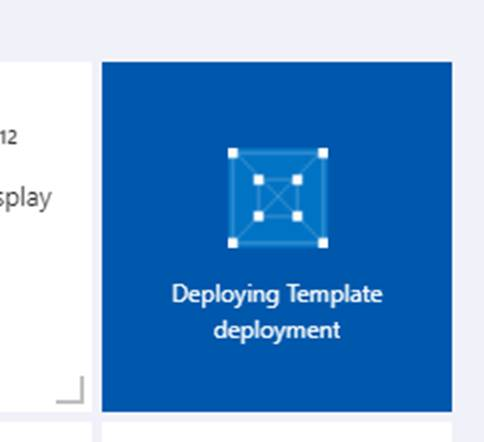 12
splay
Deploying Template
deployment